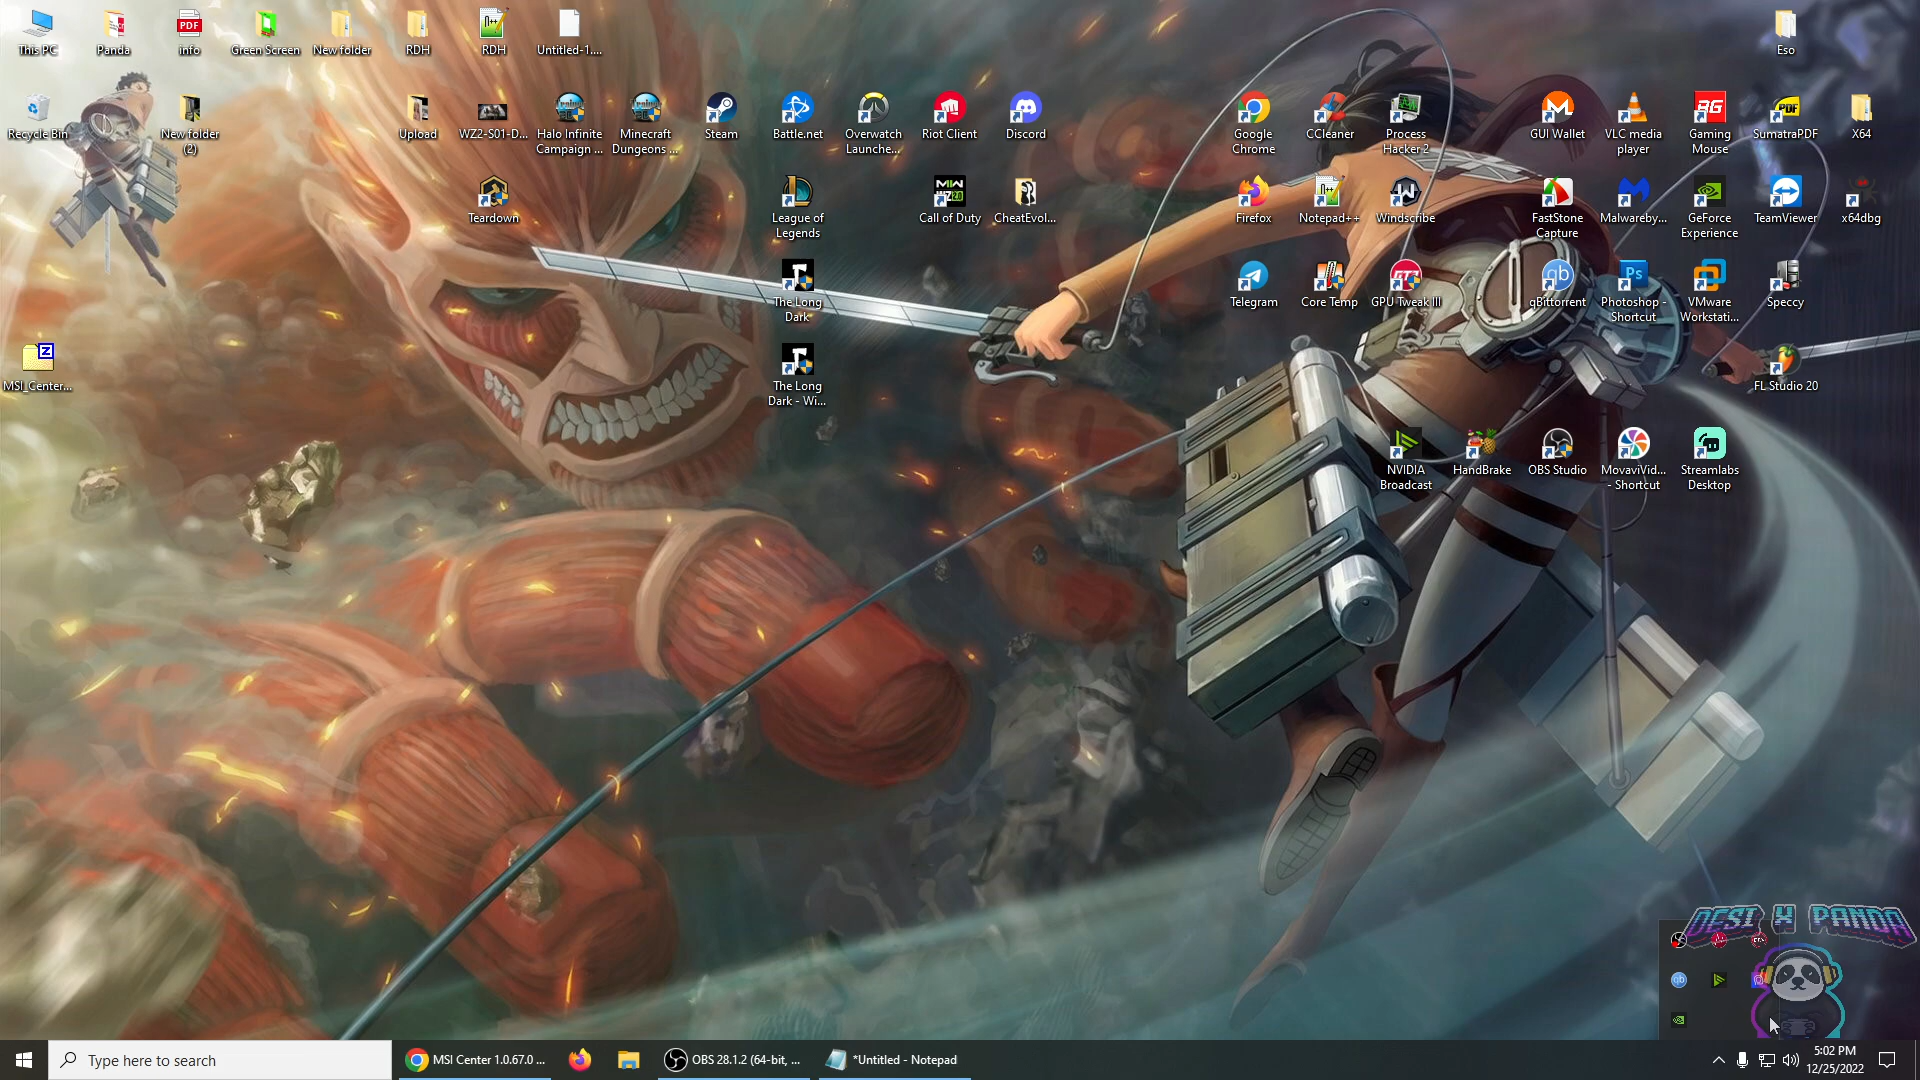 This PC
Panda
info
Green Screen
New folder
RDH
RDH
Untitled-1....
Eso
Recycle Bin
New folder
(2)
Upload
WZ2-S01-D...
Halo Infinite
Campaign ...
Minecraft
Dungeons ...
Steam
Battle.net
Overwatch
Launche...
Riot Client
Discord
Google
Chrome
CCleaner
Process
Hacker 2
GUI Wallet
VLC media
player
Gaming
Mouse
SumatraPDF
X64
Teardown
League of
Legends
Call of Duty
CheatEvol...
Firefox
Notepad++
Windscribe
FastStone
Capture
Malwareby...
GeForce
Experience
TeamViewer
x64dbg
The Long
Dark
Telegram
Core Temp
GPU Tweak III
qBittorrent
Photoshop -
Shortcut
VMware
Workstati...
Speccy
MSI_Center...
The Long
Dark - Wi...
FL Studio 20
NVIDIA
Broadcast
HandBrake
OBS Studio
MovaviVid...
- Shortcut
Streamlabs
Desktop
DESI X PANDA
Type here to search
MSI Center 1.0.67.0 ...
OBS 28.1.2 (64-bit, ...
*Untitled - Notepad
5:02 PM
12/25/2022